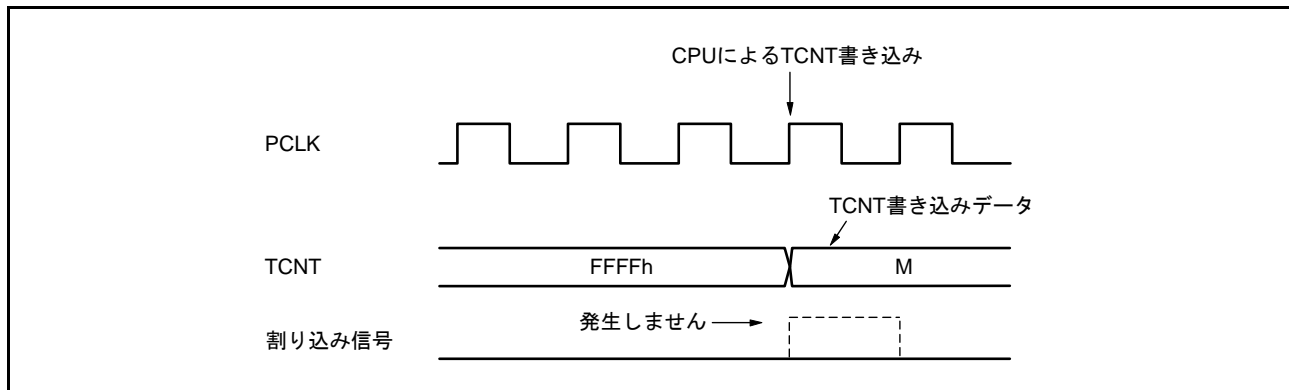 CPUによるTCNT書き込み
PCLK
TCNT書き込みデータ
TCNT
FFFFh
M
発生しません
割り込み信号